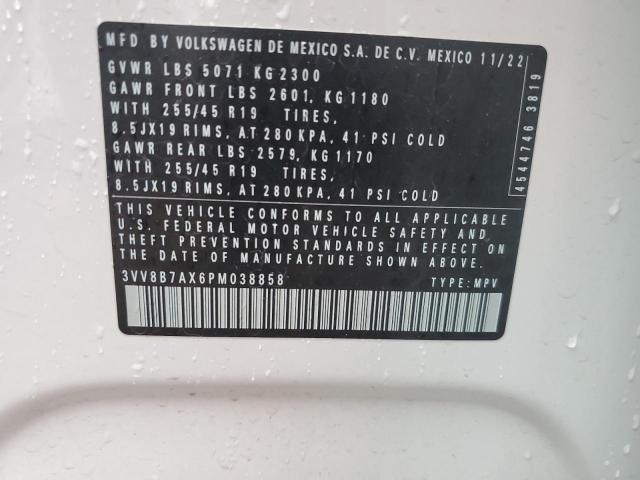 MFD BY VOLKSWAGEN DE MEXICO S.A. DE C.V. MEXICO 11/22
GVWR LBS 5071 KG 2300
GAWR FRONT LBS 2601, KG 1180
WITH 255/45 R19 TIRES,
8.5JX19 RIMS, AT 280 KPA, 41 PSI COLD
GAWR REAR LBS 2579, KG 1170
WITH 255/45 R19 TIRES,
8.5JX19 RIMS, AT 280 KPA, 41 PSI COLD
THIS VEHICLE CONFORMS TO ALL APPLICABLE
U.S. FEDERAL MOTOR VEHICLE SAFETY AND
THEFT PREVENTION STANDARDS IN EFFECT ON
THE DATE OF MANUFACTURE SHOWN ABOVE.
3VV8B7AX6PM038858 TYPE: MPV
4544746 3819